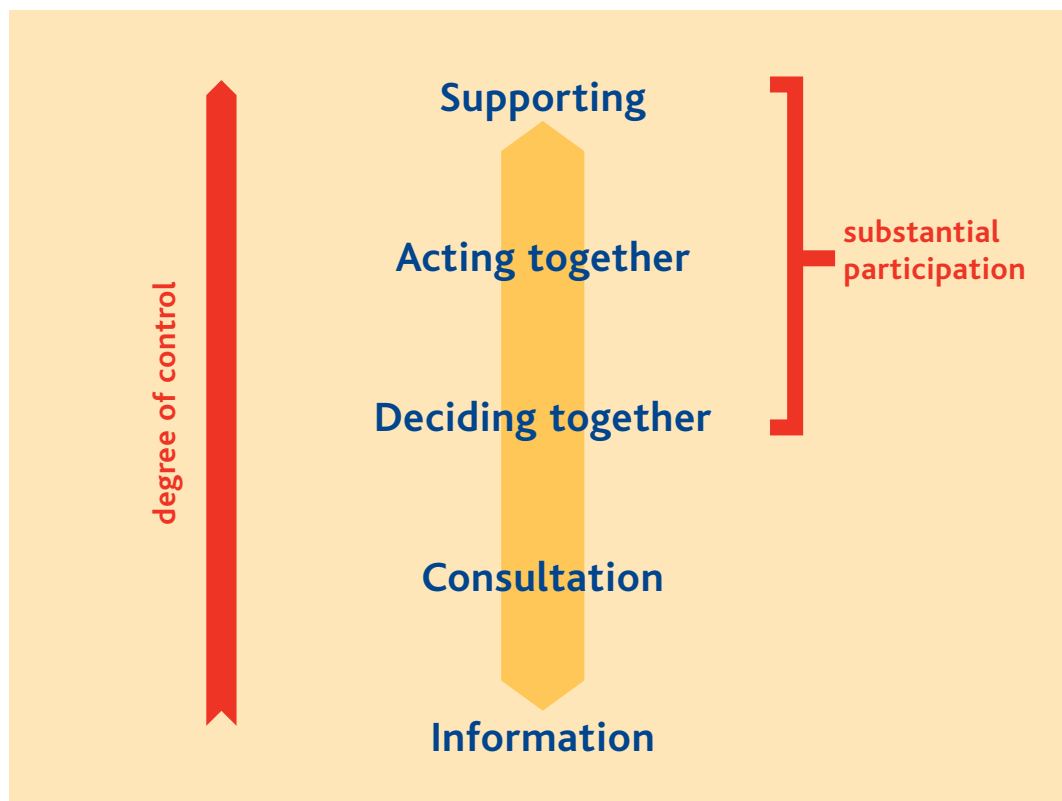 Supporting
Acting together
Deciding together
Consultation
Information
degree of control
substantial
participation